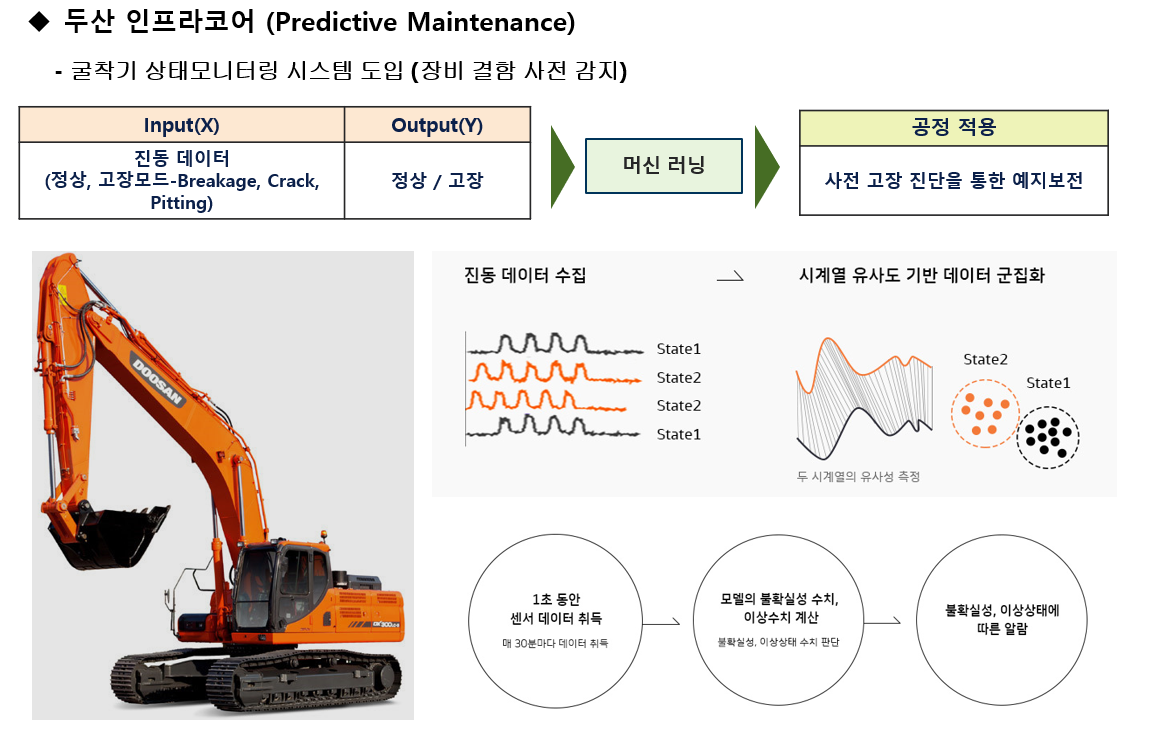 ◆ 두산 인프라코어 (Predictive Maintenance)
- 굴착기 상태모니터링 시스템 도입 (장비 결함 사전 감지)
Input(X)
Output(Y)
진동 데이터
(정상, 고장모드-Breakage, Crack,
Pitting)
정상 / 고장
머신 러닝
공정 적용
사전 고장 진단을 통한 예지보전
DOOSAN
진동 데이터 수집
시계열 유사도 기반 데이터 군집화
State1
State2
State2
State1
State2
State1
두 시계열의 유사성 측정
1초 동안
센서 데이터 취득
매 30분마다 데이터 취득
모델의 불확실성 수치,
이상수치 계산
불확실성, 이상상태 수치 판단
불확실성, 이상상태에
따른 알람